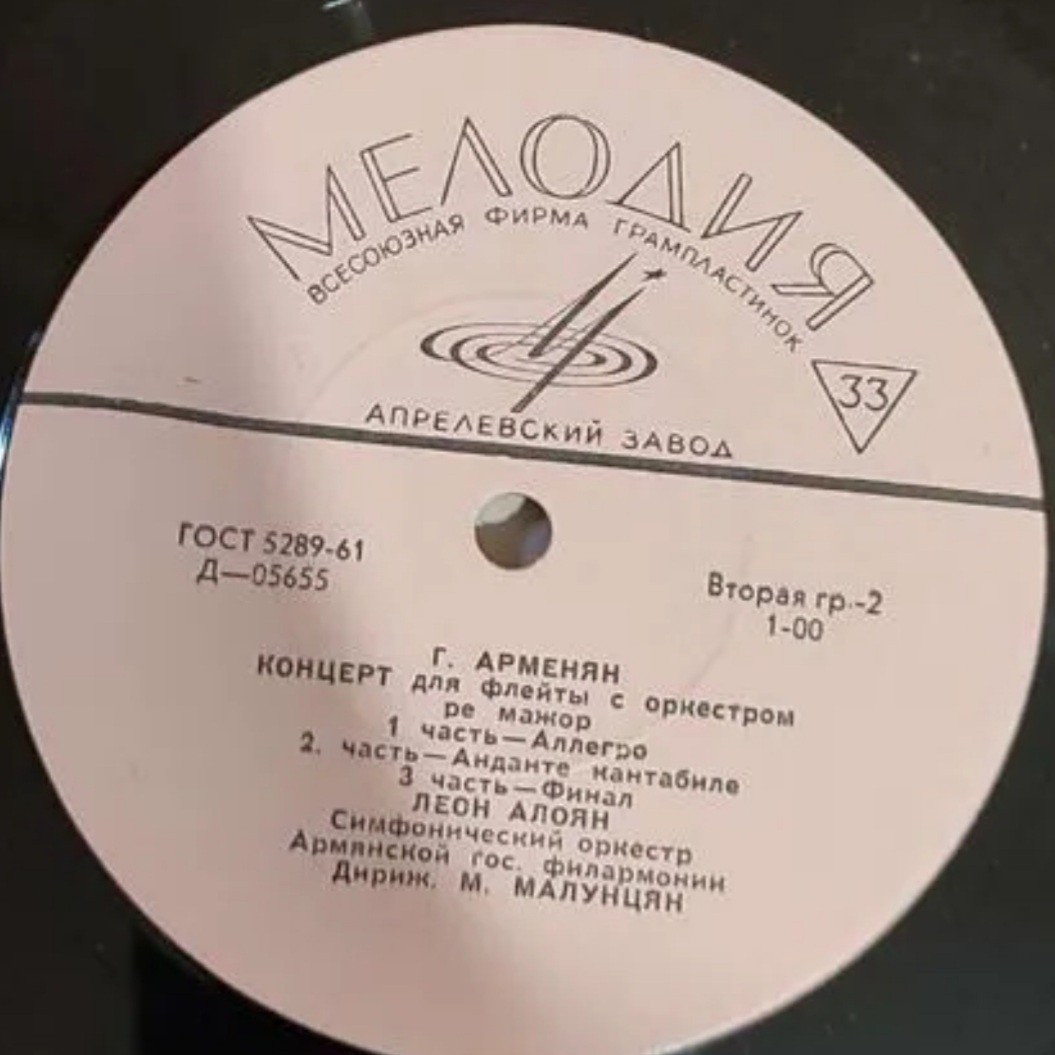 МЕЛОДИЯ
ВСЕСОЮЗНАЯ ФИРМА ГРАМПЛАСТИНОК
33
АПРЕЛЕВСКИЙ ЗАВОД
ГОСТ 5289-61
Д—05655
Вторая гр.-2
1-00
Г. АРМЕНЯН
КОНЦЕРТ для флейты с оркестром
ре мажор
1 часть—Аллегро
2. часть—Анданте кантабиле
3 часть—Финал
ЛЕОН АЛОЯН
Симфонический оркестр
Армянской гос. филармонии
Дириж. М. МАЛУНЦЯН